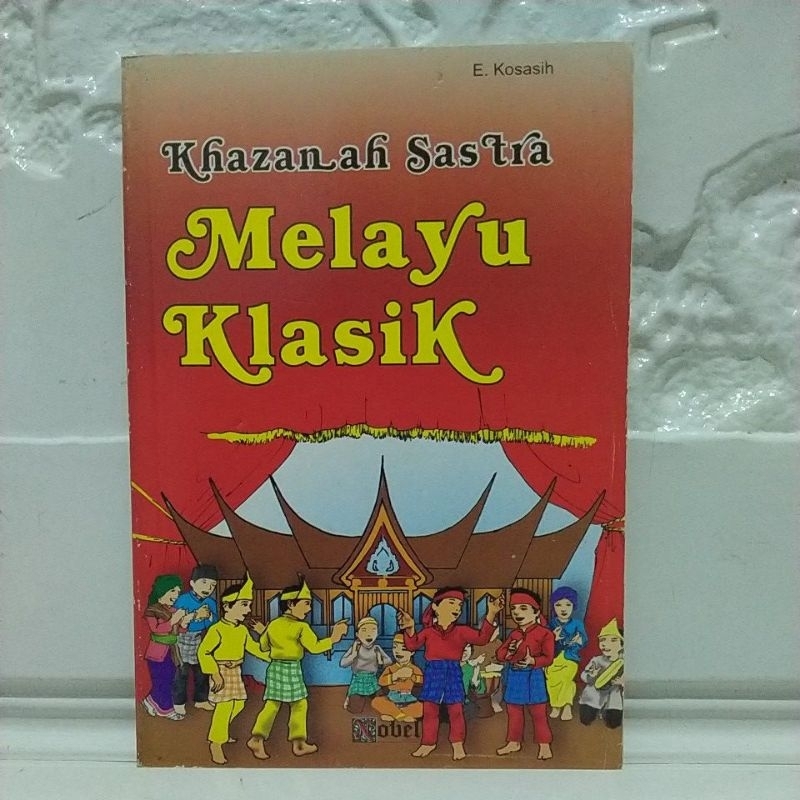 E. Kosasih
Khazanah Sastra
Melayu
Klasik
Nobel